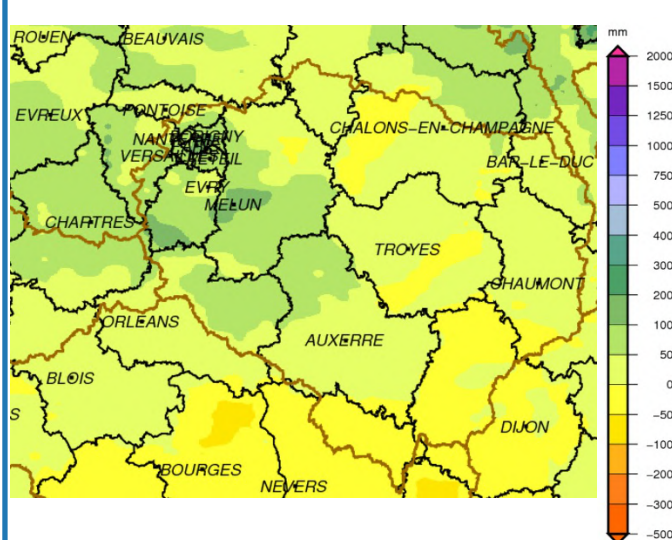 mm
ROUEN
BEAUVAIS
EVREUX
PONTOISE
CHALONS-EN-CHAMPAGNE
BAR-LE-DUC
EVRY
MELUN
CHARTRES
TROYES
CHAUMONT
ORLEANS
AUXERRE
BLOIS
S
DIJON
BOURGES
NEVERS
2000
1500
1250
1000
750
500
400
300
200
100
50
0
-50
-100
-200
-300
-500